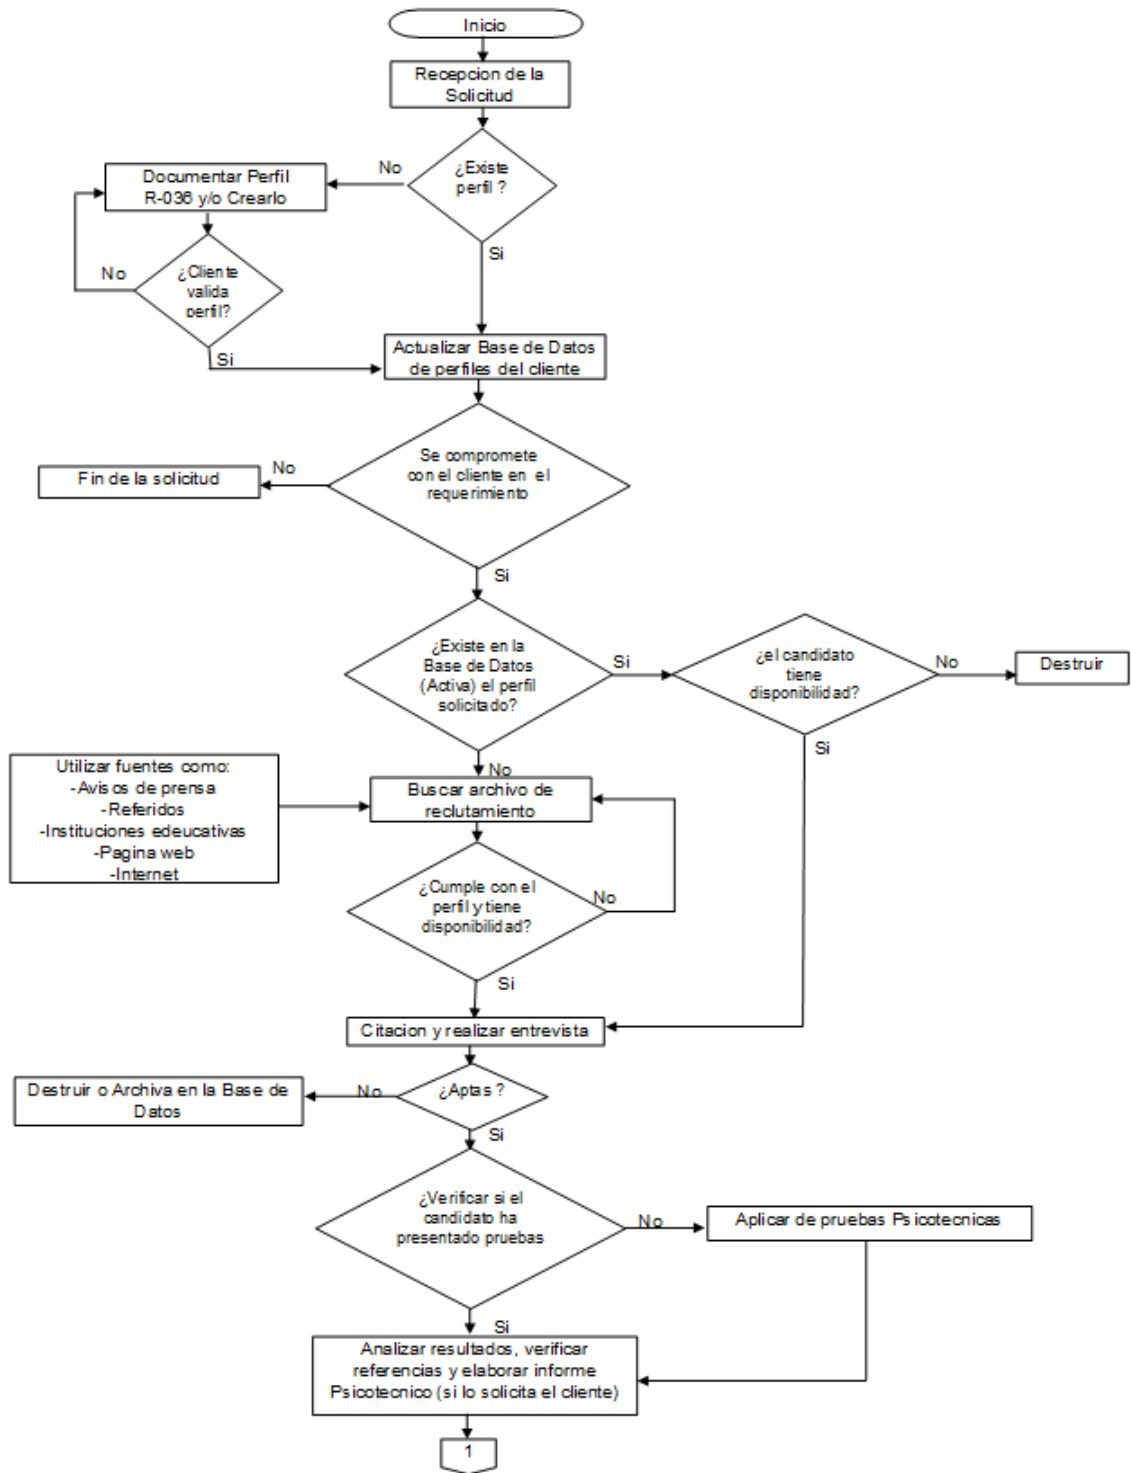 Inicio
Recepcion de la
Solicitud
¿Existe
perfil ?
No
Si
Documentar Perfil
R-036 y/o Crearlo
¿Cliente
valida
perfil?
No
Si
Actualizar Base de Datos
de perfiles del cliente
Se compromete
con el cliente en el
requerimiento
No
Fin de la solicitud
Si
¿Existe en la
Base de Datos
(Activa) el perfil
solicitado?
Si
¿el candidato
tiene
disponibilidad?
No
Destruir
Si
No
Utilizar fuentes como:
-Avisos de prensa
-Referidos
-Instituciones edeucativas
-Pagina web
-Internet
Buscar archivo de
reclutamiento
¿Cumple con el
perfil y tiene
disponibilidad?
No
Si
Citacion y realizar entrevista
¿Aptas ?
No
Destruir o Archiva en la Base de
Datos
Si
¿Verificar si el
candidato ha
presentado pruebas
No
Aplicar de pruebas Psicotecnicas
Si
Analizar resultados, verificar
referencias y elaborar informe
Psicotecnico (si lo solicita el cliente)
1